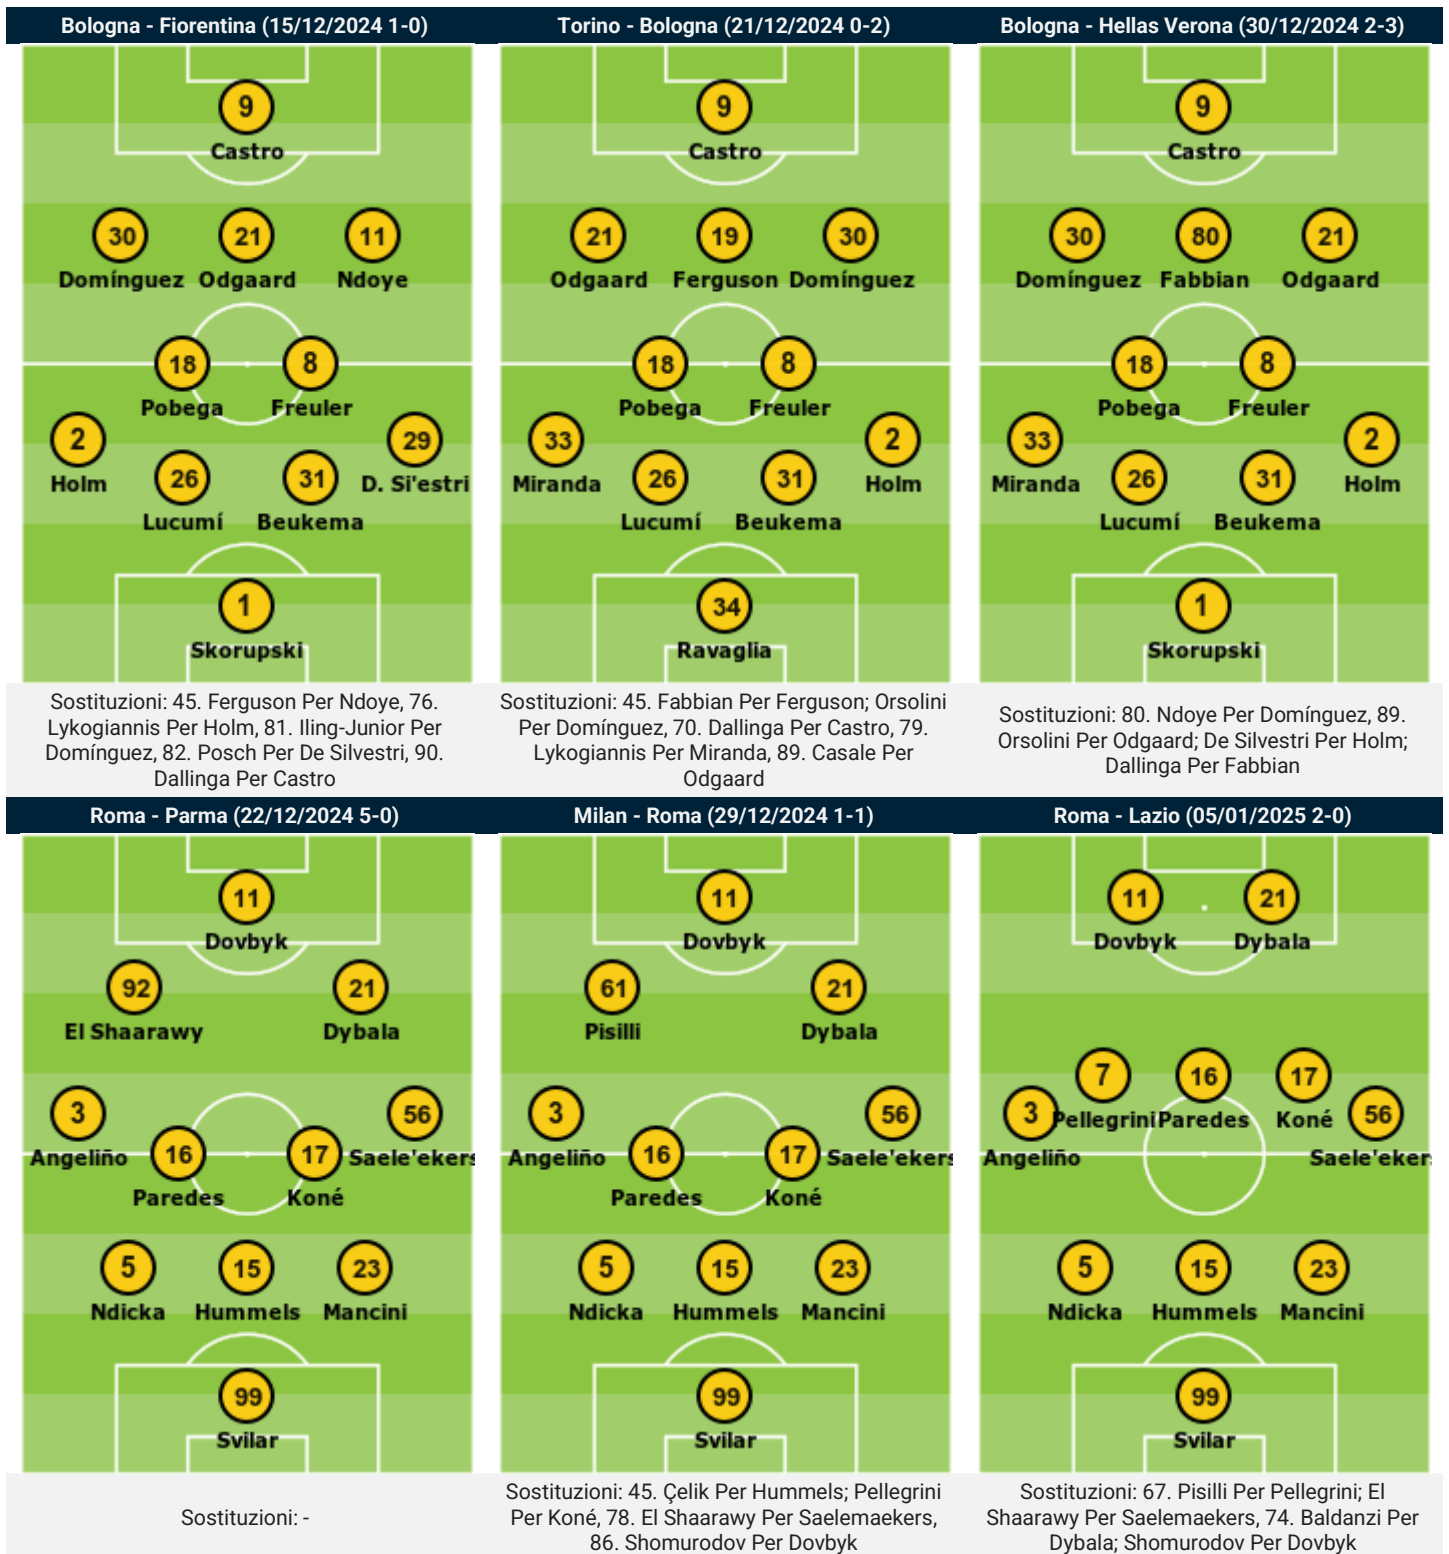 Bologna - Fiorentina (15/12/2024 1-0)
9
Castro
30 21 11
Domínguez Odgaard Ndoye
18 8
Pobega Freuler
2 29
Holm D. Si'estri
26 31
Lucumí Beukema
1
Skorupski
Sostituzioni: 45. Ferguson Per Ndoye, 76.
Lykogiannis Per Holm, 81. Iling-Junior Per
Domínguez, 82. Posch Per De Silvestri, 90.
Dallinga Per Castro
Torino - Bologna (21/12/2024 0-2)
9
Castro
21 19 30
Odgaard Ferguson Domínguez
18 8
Pobega Freuler
33 2
Miranda Holm
26 31
Lucumí Beukema
34
Ravaglia
Sostituzioni: 45. Fabbian Per Ferguson; Orsolini
Per Domínguez, 70. Dallinga Per Castro, 79.
Lykogiannis Per Miranda, 89. Casale Per
Odgaard
Bologna - Hellas Verona (30/12/2024 2-3)
9
Castro
30 80 21
Domínguez Fabbian Odgaard
18 8
Pobega Freuler
33 2
Miranda Holm
26 31
Lucumí Beukema
1
Skorupski
Sostituzioni: 80. Ndoye Per Domínguez, 89.
Orsolini Per Odgaard; De Silvestri Per Holm;
Dallinga Per Fabbian
Roma - Parma (22/12/2024 5-0)
11
Dovbyk
92 21
El Shaarawy Dybala
3 56
Angeliño Saele'ekers
16 17
Paredes Koné
5 15 23
Ndicka Hummels Mancini
99
Svilar
Sostituzioni: -
Milan - Roma (29/12/2024 1-1)
11
Dovbyk
61 21
Pisilli Dybala
3 56
Angeliño Saele'ekers
16 17
Paredes Koné
5 15 23
Ndicka Hummels Mancini
99
Svilar
Sostituzioni: 45. Çelik Per Hummels; Pellegrini
Per Koné, 78. El Shaarawy Per Saelemaekers,
86. Shomurodov Per Dovbyk
Roma - Lazio (05/01/2025 2-0)
11 21
Dovbyk Dybala
7 16 17
Pellegrini Paredes Koné
3 56
Angeliño Saele'ekers
5 15 23
Ndicka Hummels Mancini
99
Svilar
Sostituzioni: 67. Pisilli Per Pellegrini; El
Shaarawy Per Saelemaekers, 74. Baldanzi Per
Dybala; Shomurodov Per Dovbyk